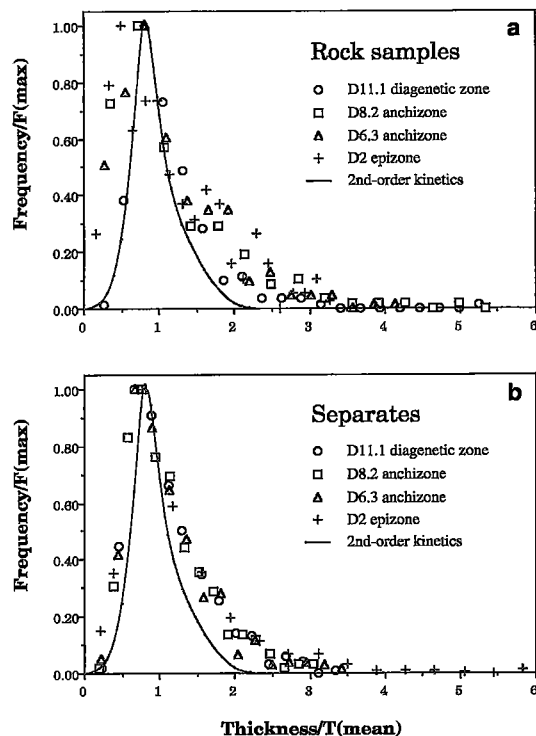 a
Rock samples
D11.1 diagenetic zone
D8.2 anchizone
D6.3 anchizone
D2 epizone
2nd-order kinetics
Frequency/F(max)
1.00
0.80
0.60
0.40
0.20
0.00
0 1 2 3 4 5 6
b
Separates
D11.1 diagenetic zone
D8.2 anchizone
D6.3 anchizone
D2 epizone
2nd-order kinetics
Frequency/F(max)
1.00
0.80
0.60
0.40
0.20
0.00
0 1 2 3 4 5 6
Thickness/T(mean)